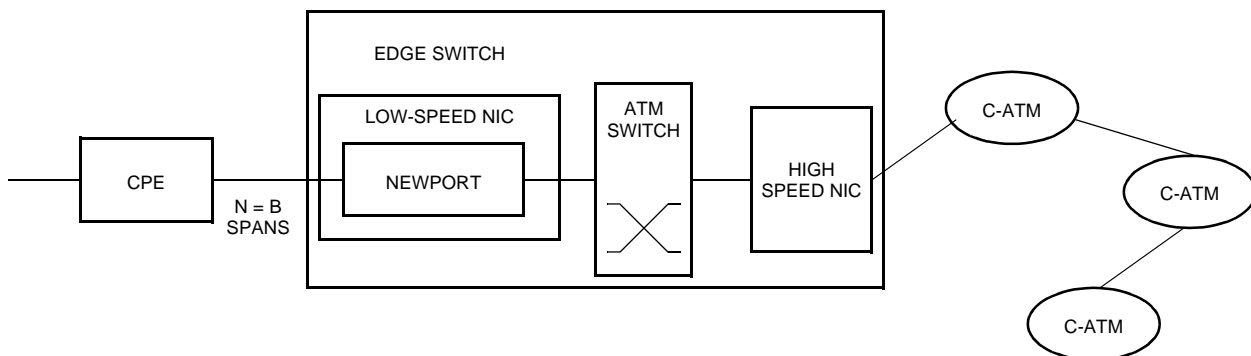 EDGE SWITCH
LOW-SPEED NIC
NEWPORT
ATM
SWITCH
HIGH
SPEED NIC
CPE
N = B
SPANS
C-ATM
C-ATM
C-ATM